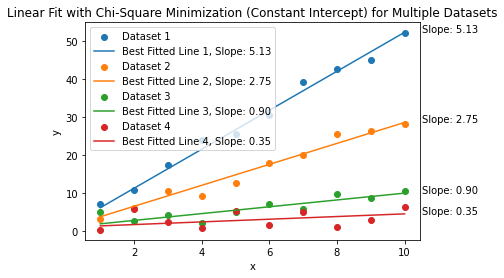 Linear Fit with Chi-Square Minimization (Constant Intercept) for Multiple Datasets
Dataset 1
Best Fitted Line 1, Slope: 5.13
Dataset 2
Best Fitted Line 2, Slope: 2.75
Dataset 3
Best Fitted Line 3, Slope: 0.90
Dataset 4
Best Fitted Line 4, Slope: 0.35
Slope: 5.13
Slope: 2.75
Slope: 0.90
Slope: 0.35
y
50
40
30
20
10
0
2
4
6
8
10
x